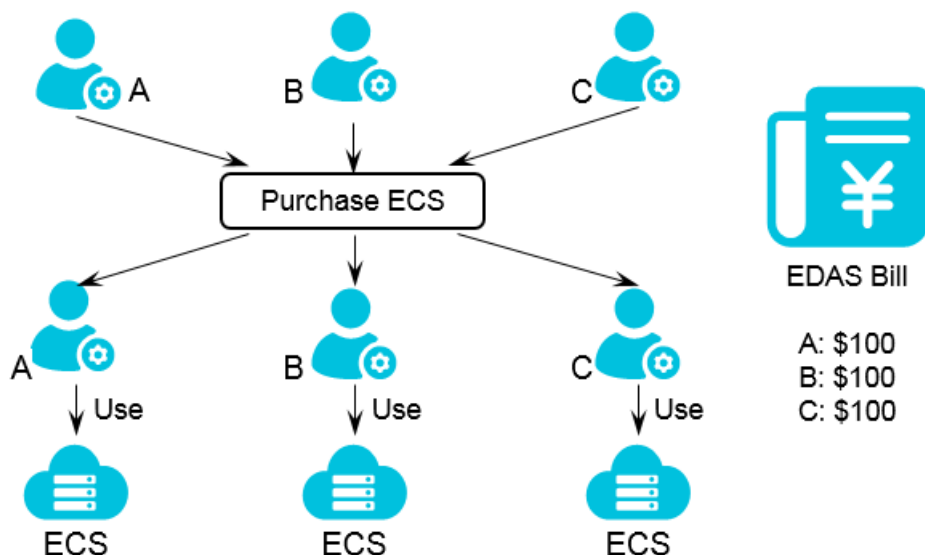 A
B
C
Purchase ECS
A
B
C
Use
Use
Use
ECS
ECS
ECS
¥
EDAS Bill
A: $100
B: $100
C: $100